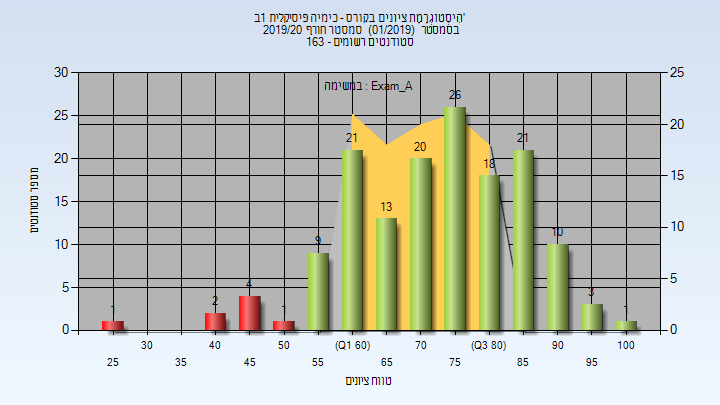 הִיסְטוֹגְרָמַת ציונים בקורס - כימיה פיסיקלית 1ב'
בסמסטר (01/2019) סמסטר חורף 2019/20
סטודנטים רשומים - 163
במשימה : Exam_A
30 25 20 15 10 5 0
25 20 15 10 5 0
מספר סטודנטים
1 2 4 1 9 21 13 20 26 18 21 10 3 1
30 40 50 (Q1 60) 70 (Q3 80) 90 100
25 35 45 55 65 75 85 95
טווח ציונים